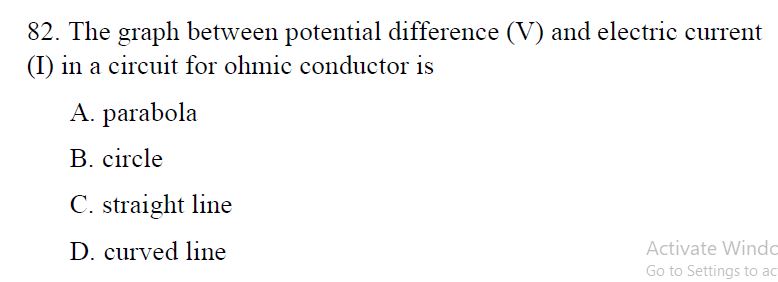 82. The graph between potential difference (V) and electric current
(I) in a circuit for ohmic conductor is
A. parabola
B. circle
C. straight line
D. curved line
Activate Windo
Go to Settings to ac